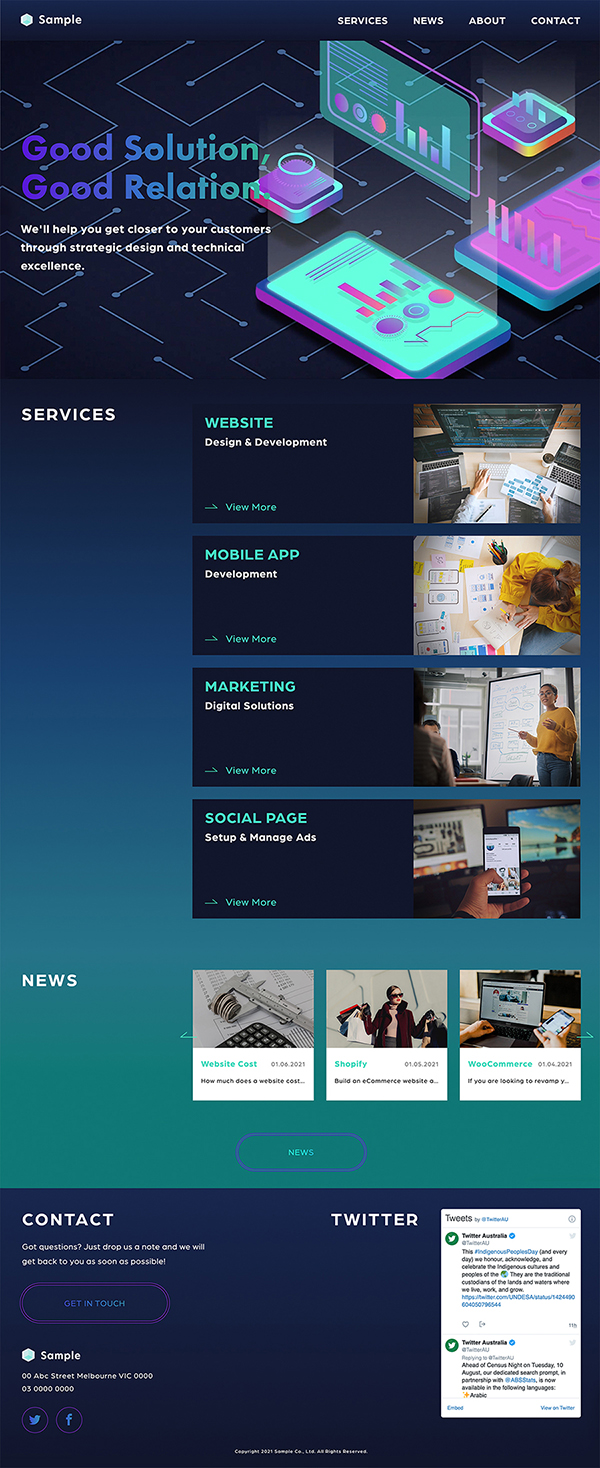 Sample
SERVICES
NEWS
ABOUT
CONTACT
Good Solution,
Good Relation.
We'll help you get closer to your customers
through strategic design and technical
excellence.
SERVICES
WEBSITE
Design & Development
View More
MOBILE APP
Development
View More
MARKETING
Digital Solutions
View More
SOCIAL PAGE
Setup & Manage Ads
View More
NEWS
Website Cost 01.06.2021
How much does a website cost...
Shopify 01.05.2021
Build an eCommerce website a...
WooCommerce 01.04.2021
If you are looking to revamp y...
NEWS
CONTACT
Got questions? Just drop us a note and we will
get back to you as soon as possible!
GET IN TOUCH
Sample
00 Abc Street Melbourne VIC 0000
03 0000 0000
TWITTER
Tweets by @TwitterAU
Twitter Australia
@TwitterAU
This #IndigenousPeoplesDay (and every
day) we honour, acknowledge, and
celebrate the Indigenous cultures and
peoples of the 🌏 They are the traditional
custodians of the lands and waters where
we live, work, and grow.
https://twitter.com/UNDESA/status/1424490
604050796544
11h
Twitter Australia
@TwitterAU
Replying to @TwitterAU
Ahead of Census Night on Tuesday, 10
August, our dedicated search prompt, in
partnership with @ABSStats, is now
available in the following languages:
✨Arabic
Embed
View on Twitter
Copyright 2021 Sample Co., Ltd. All Rights Reserved.